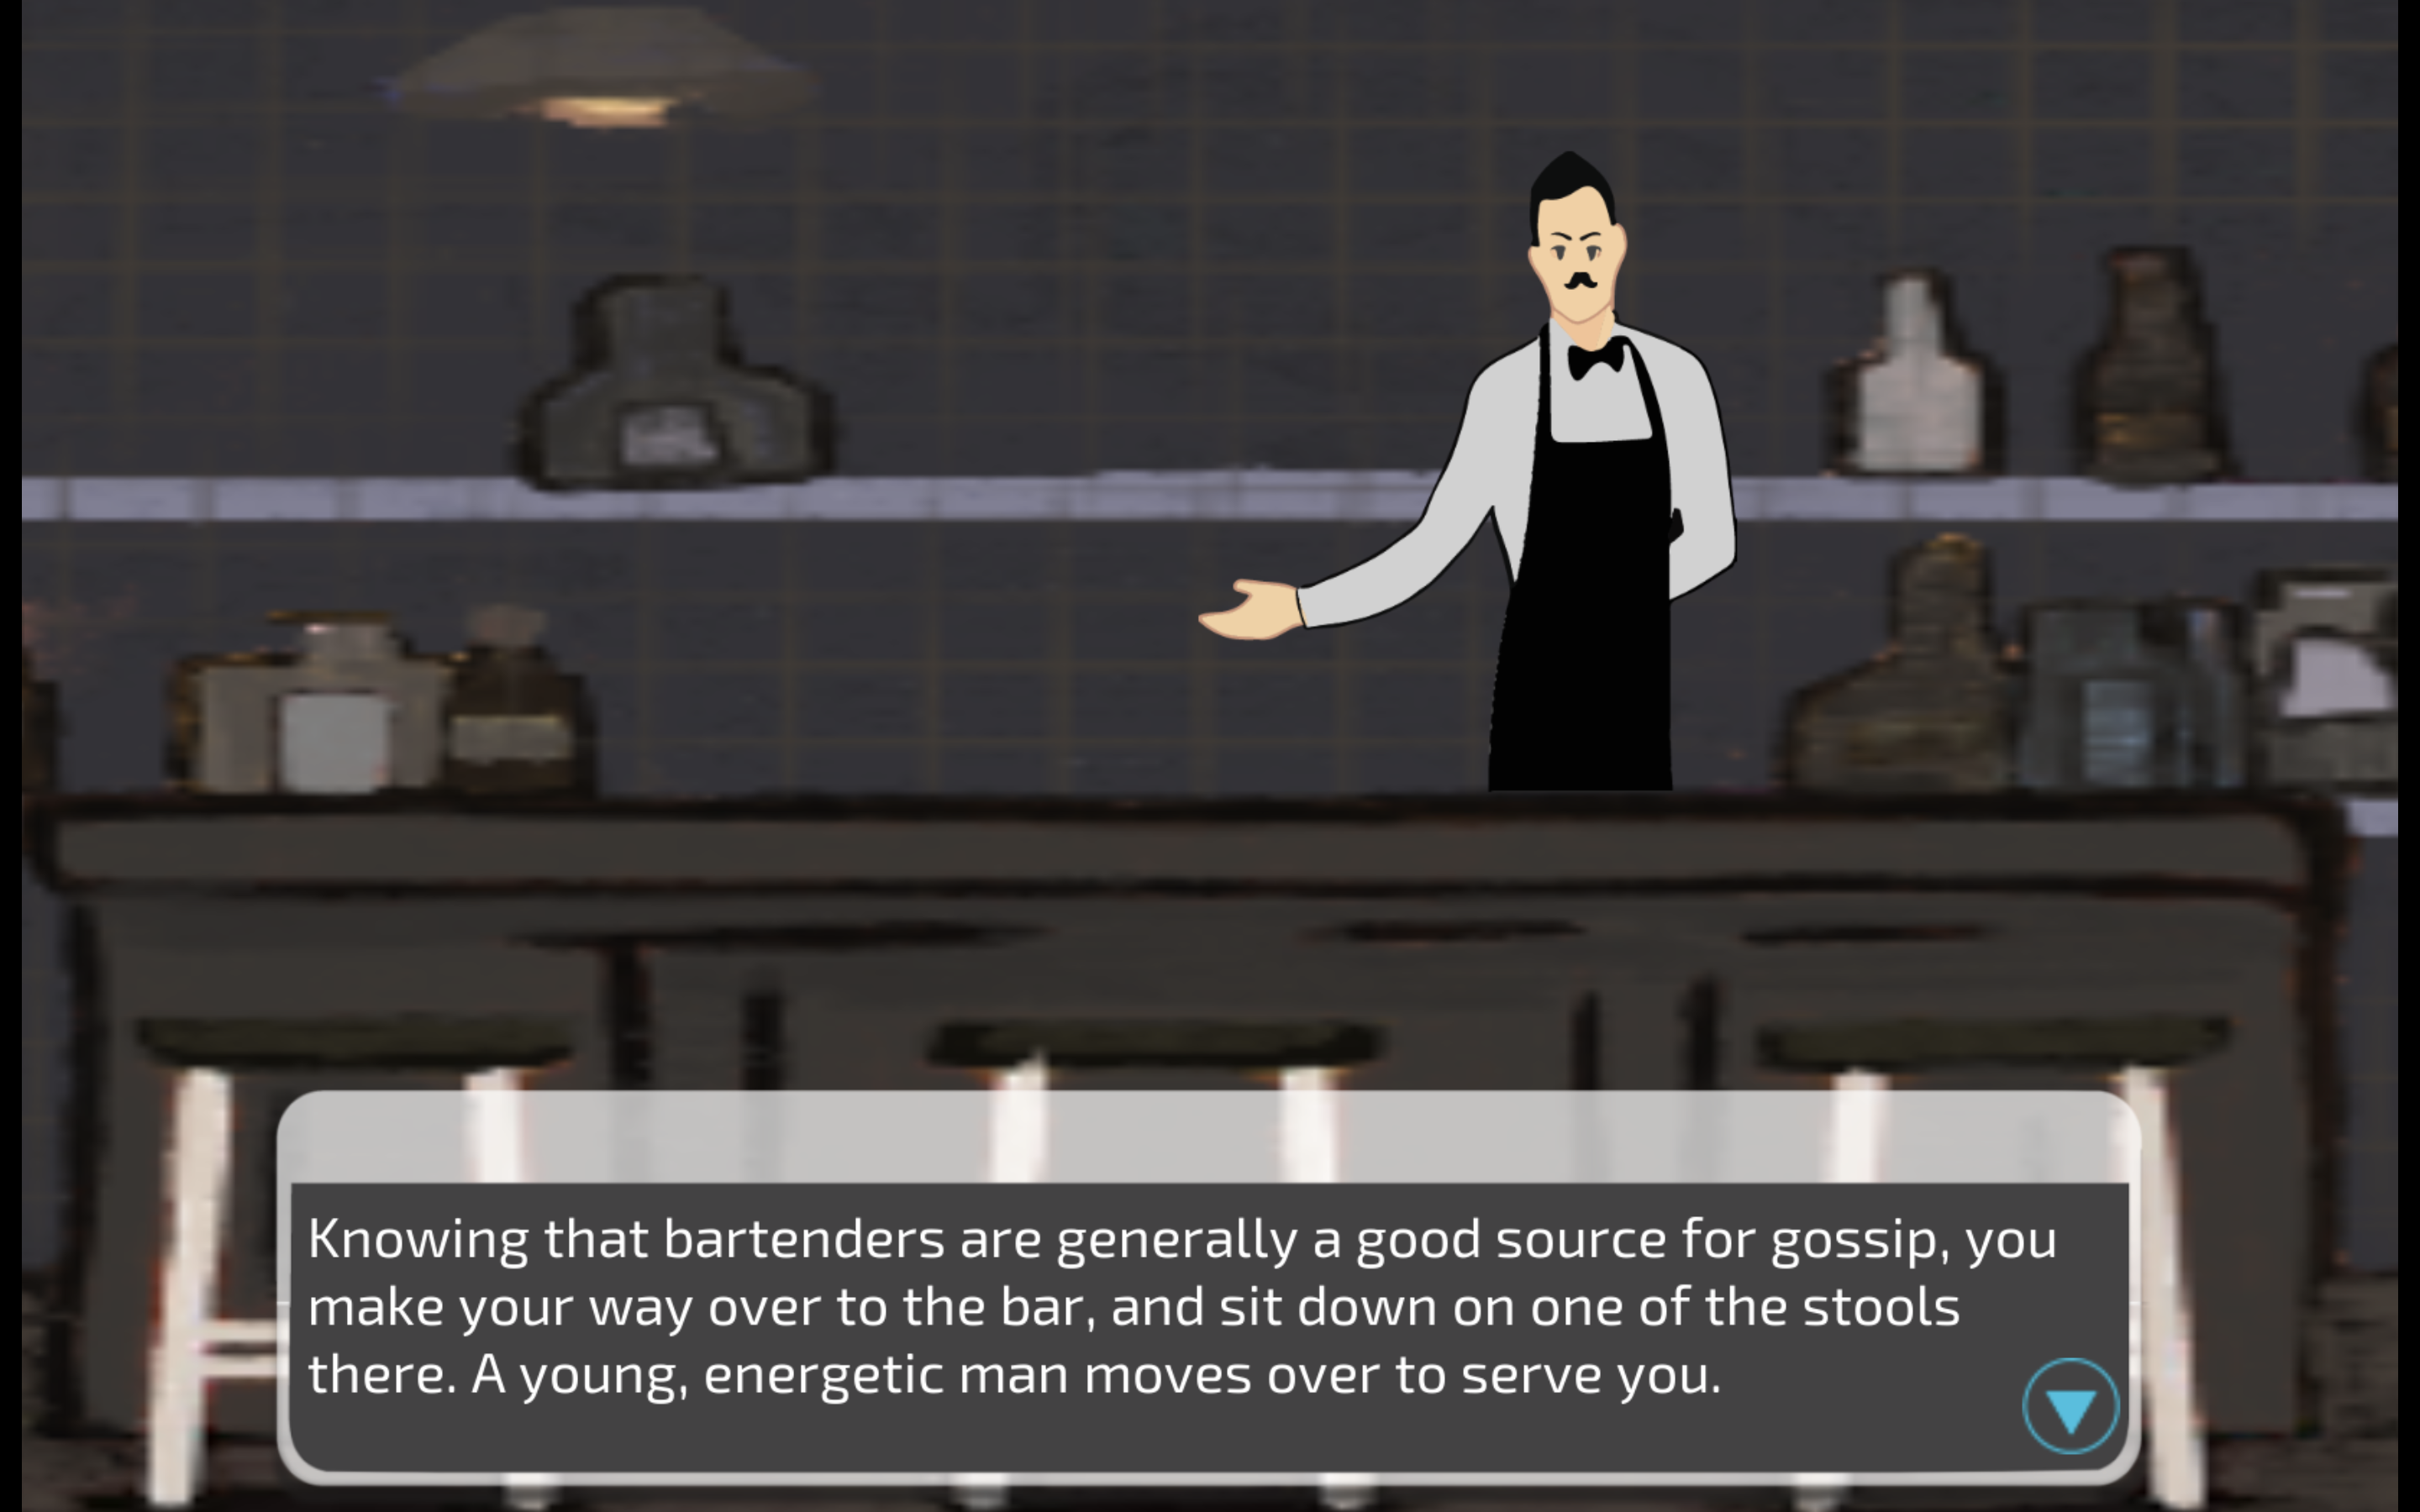 Knowing that bartenders are generally a good source for gossip, you
make your way over to the bar, and sit down on one of the stools
there. A young, energetic man moves over to serve you.